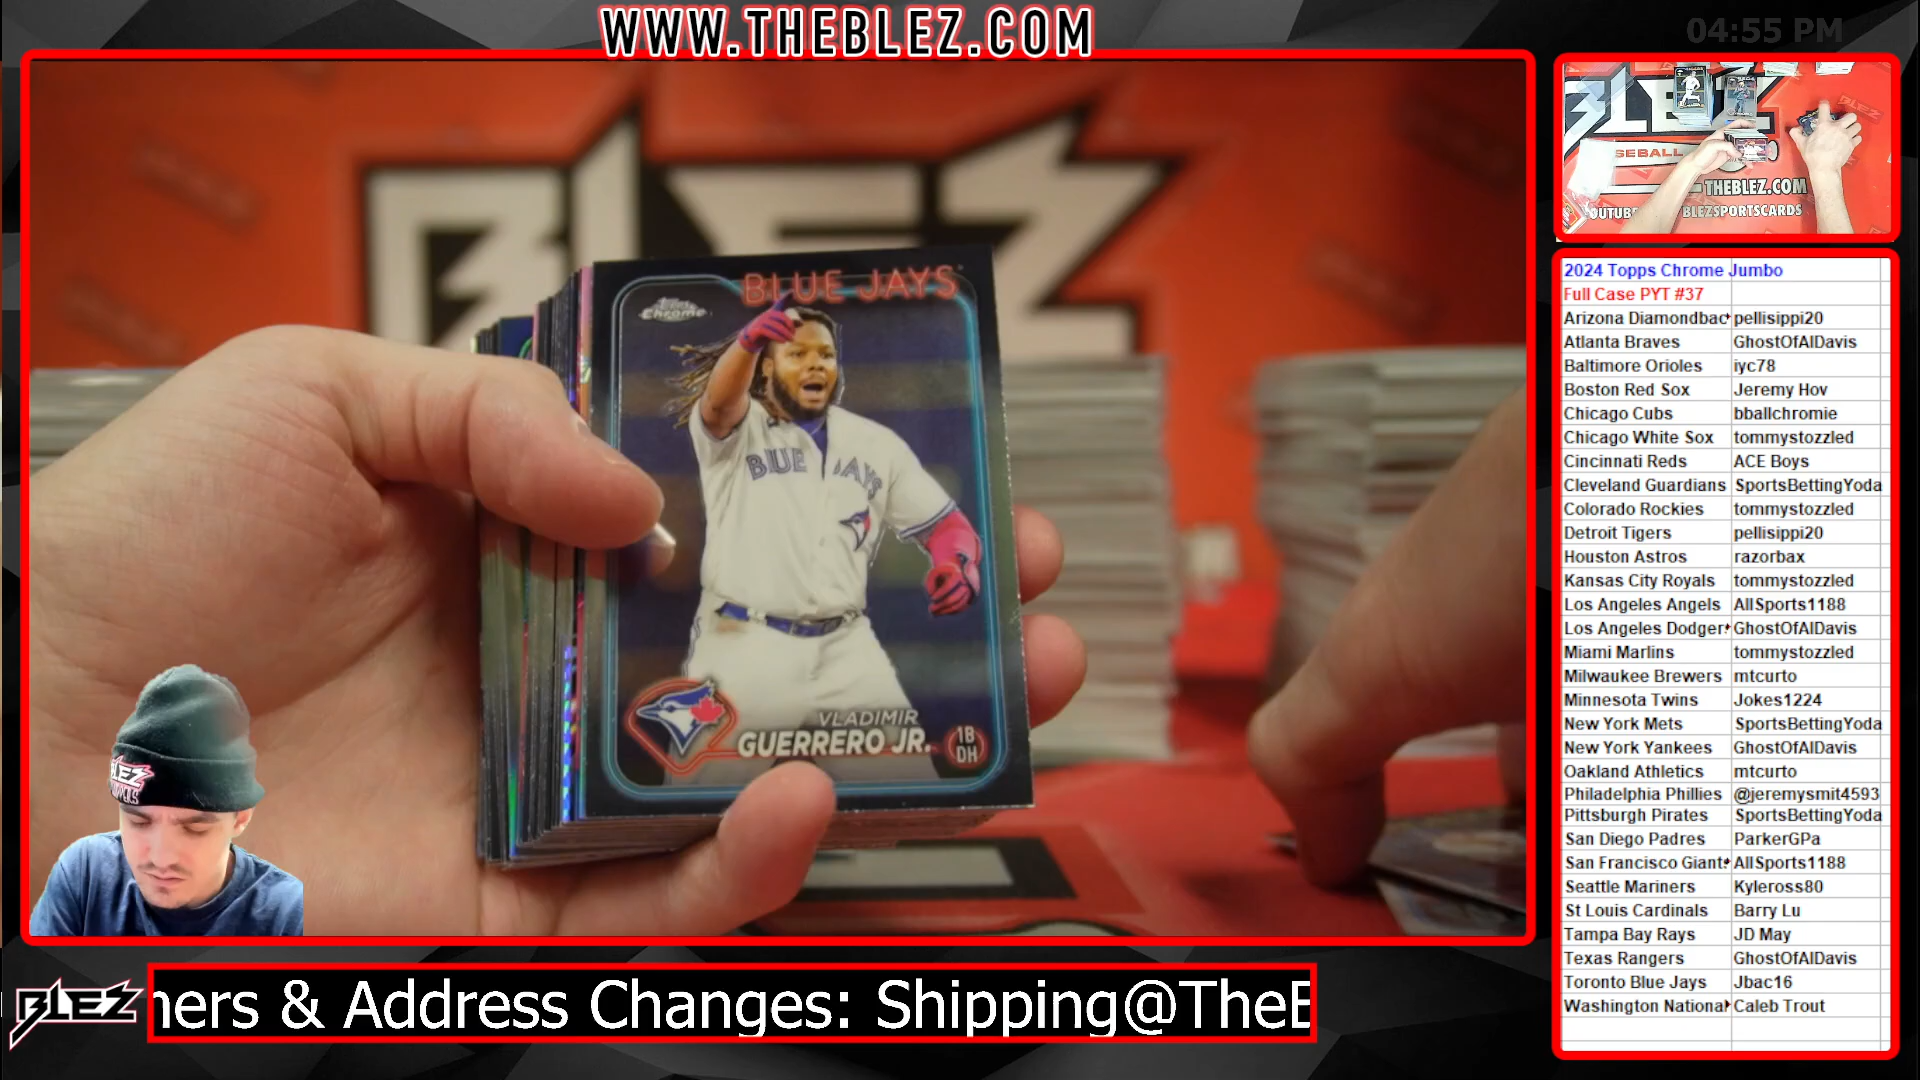 WWW.THEBLEZ.COM
04:55 PM
BLEZ
BLUE JAYS
Topps Chrome
BLUE JAYS
VLADIMIR
GUERRERO JR.
1B
DH
BLEZ
BLEZ
SEBALL
THEBLEZ.COM
BLEZSPORTSCARDS
2024 Topps Chrome Jumbo
Full Case PYT #37
Arizona Diamondbac pellisippi20
Atlanta Braves GhostOfAlDavis
Baltimore Orioles iyc78
Boston Red Sox Jeremy Hov
Chicago Cubs bballchromie
Chicago White Sox tommystozzled
Cincinnati Reds ACE Boys
Cleveland Guardians SportsBettingYoda
Colorado Rockies tommystozzled
Detroit Tigers pellisippi20
Houston Astros razorbax
Kansas City Royals tommystozzled
Los Angeles Angels AllSports1188
Los Angeles Dodger GhostOfAlDavis
Miami Marlins tommystozzled
Milwaukee Brewers mtcurto
Minnesota Twins Jokes1224
New York Mets SportsBettingYoda
New York Yankees GhostOfAlDavis
Oakland Athletics mtcurto
Philadelphia Phillies @jeremysmit4593
Pittsburgh Pirates SportsBettingYoda
San Diego Padres ParkerGPa
San Francisco Giant AllSports1188
Seattle Mariners Kyleross80
St Louis Cardinals Barry Lu
Tampa Bay Rays JD May
Texas Rangers GhostOfAlDavis
Toronto Blue Jays Jbac16
Washington National Caleb Trout
BLEZ
ners & Address Changes: Shipping@TheB